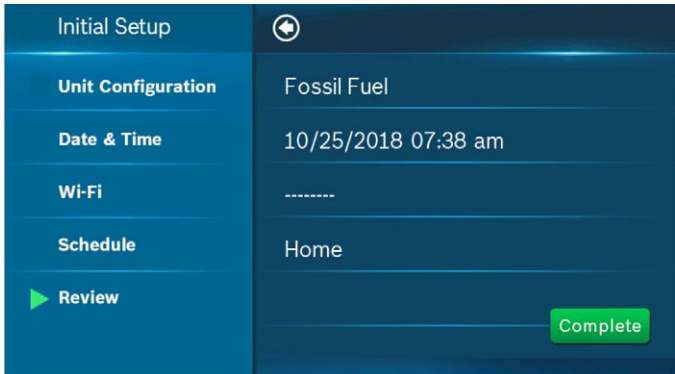 Initial Setup
Unit Configuration
Fossil Fuel
Date & Time
10/25/2018 07:38 am
Wi-Fi
--------
Schedule
Home
Review
Complete